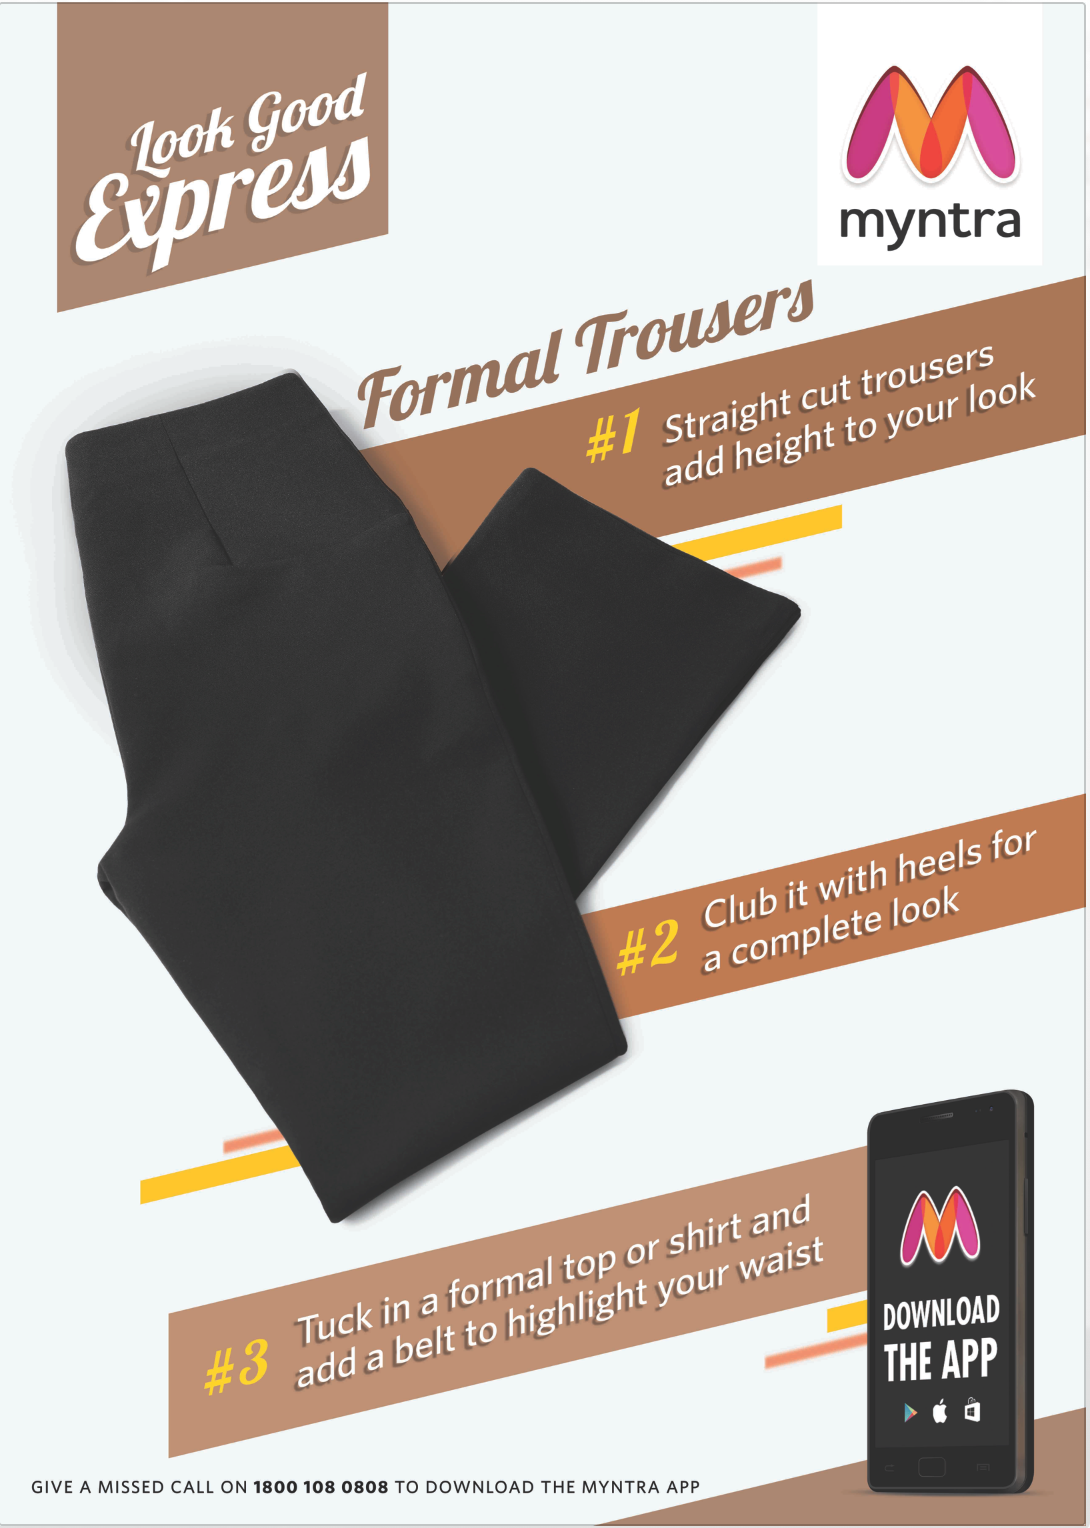 Look Good
Express
myntra
Formal Trousers
#1 Straight cut trousers
add height to your look
#2 Club it with heels for
a complete look
#3 Tuck in a formal top or shirt and
add a belt to highlight your waist
DOWNLOAD
THE APP
GIVE A MISSED CALL ON 1800 108 0808 TO DOWNLOAD THE MYNTRA APP